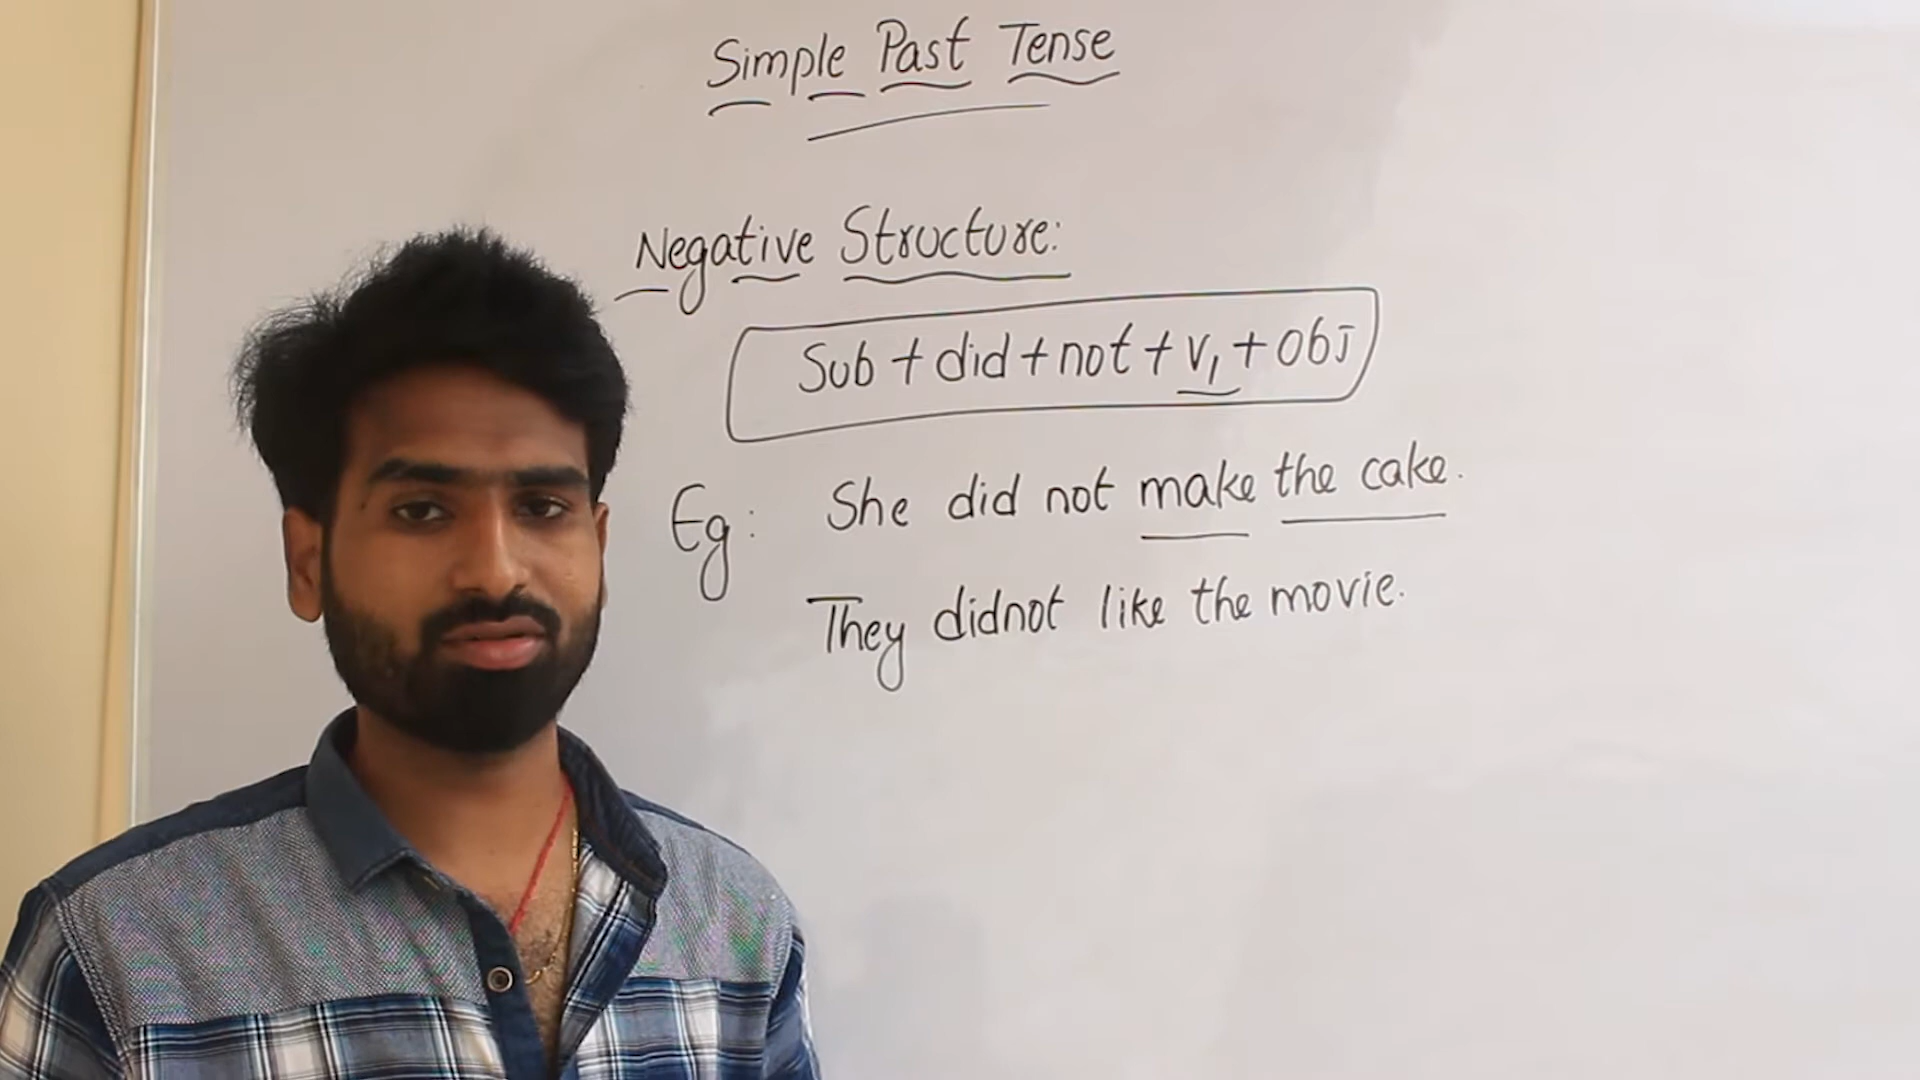 Simple Past Tense
Negative Structure:
Sub + did + not + V1 + obj
Eg: She did not make the cake.
They didnot like the movie.